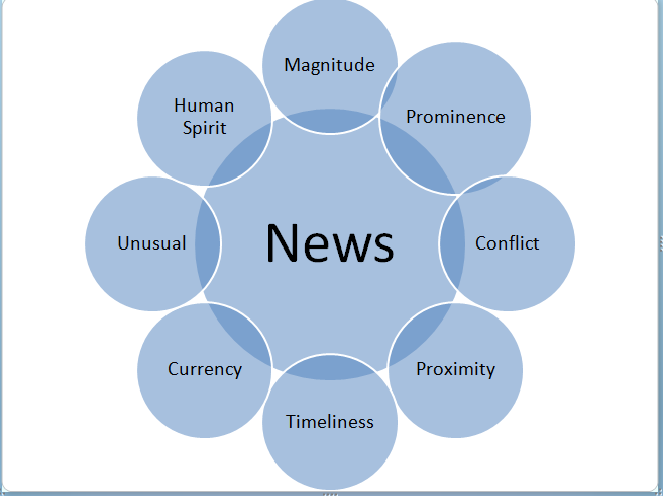 Magnitude
Prominence
Conflict
Proximity
Timeliness
Currency
Unusual
Human
Spirit
News